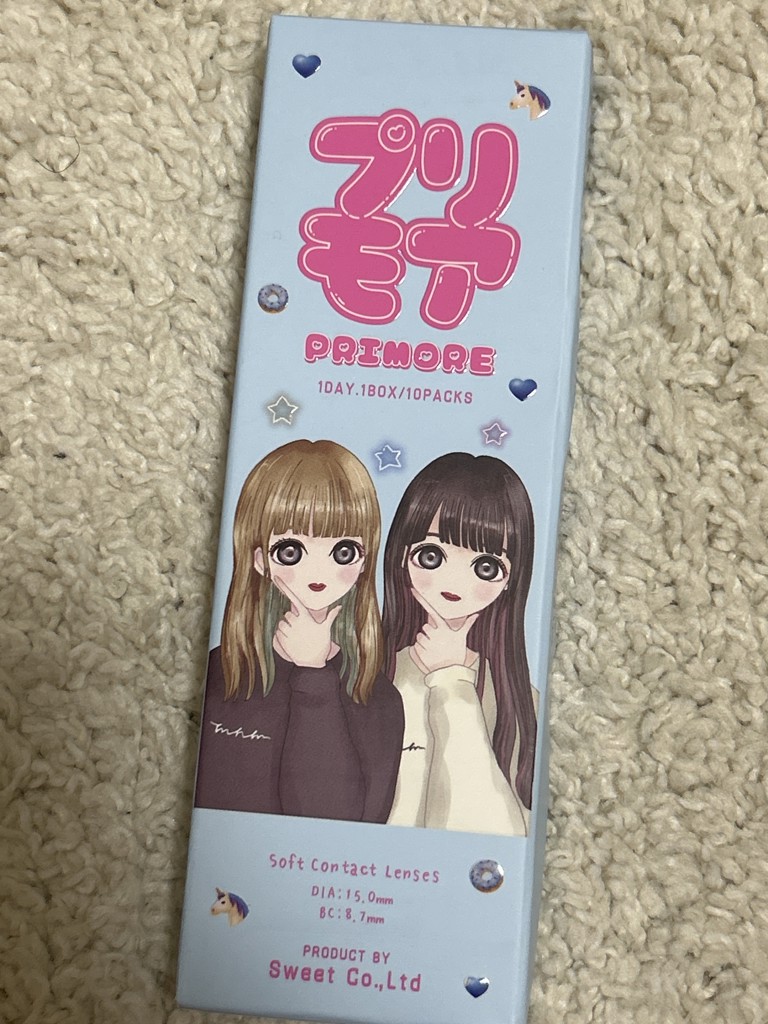 プリ
モア
PRIMORE
1DAY.1BOX/10PACKS
Soft Contact Lenses
DIA:15.0mm
BC:8.7mm
PRODUCT BY
Sweet Co.,Ltd